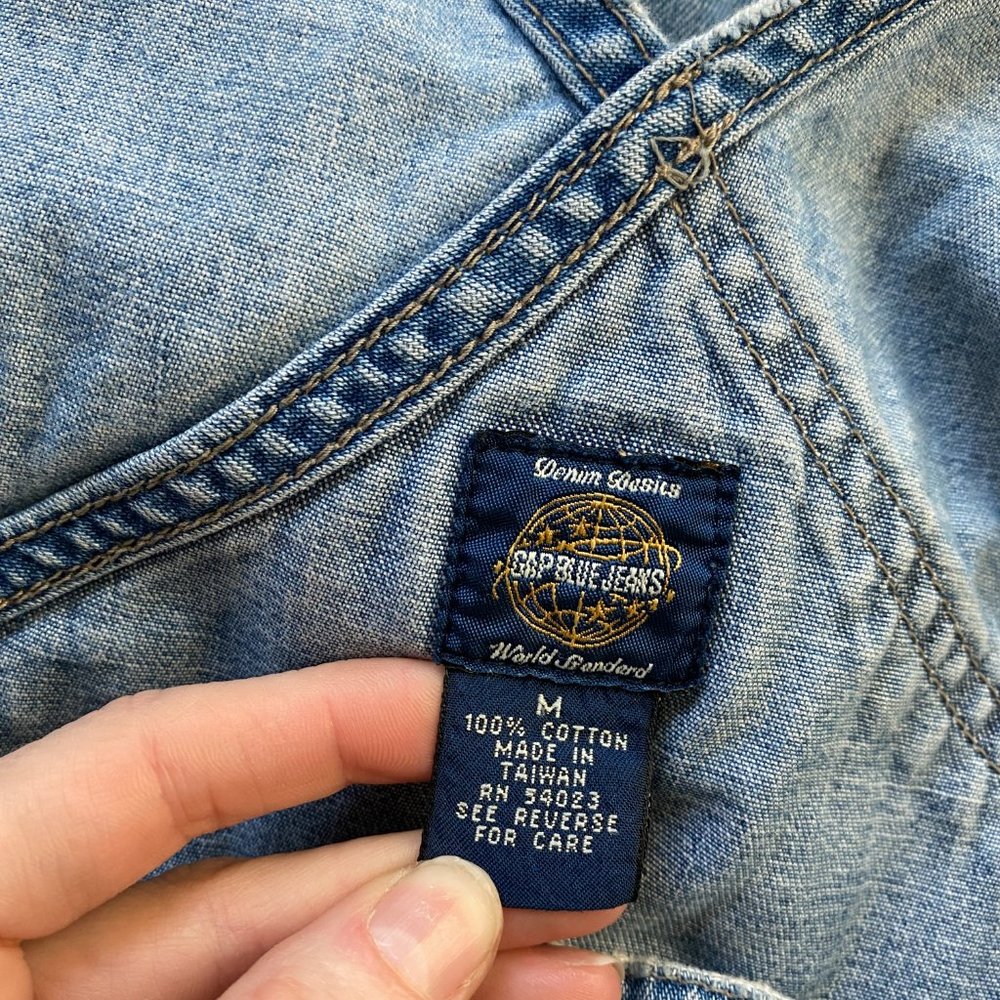 Denim Basics
GAP BLUE JEANS
World Standard
M
100% COTTON
MADE IN
TAIWAN
RN 54023
SEE REVERSE
FOR CARE